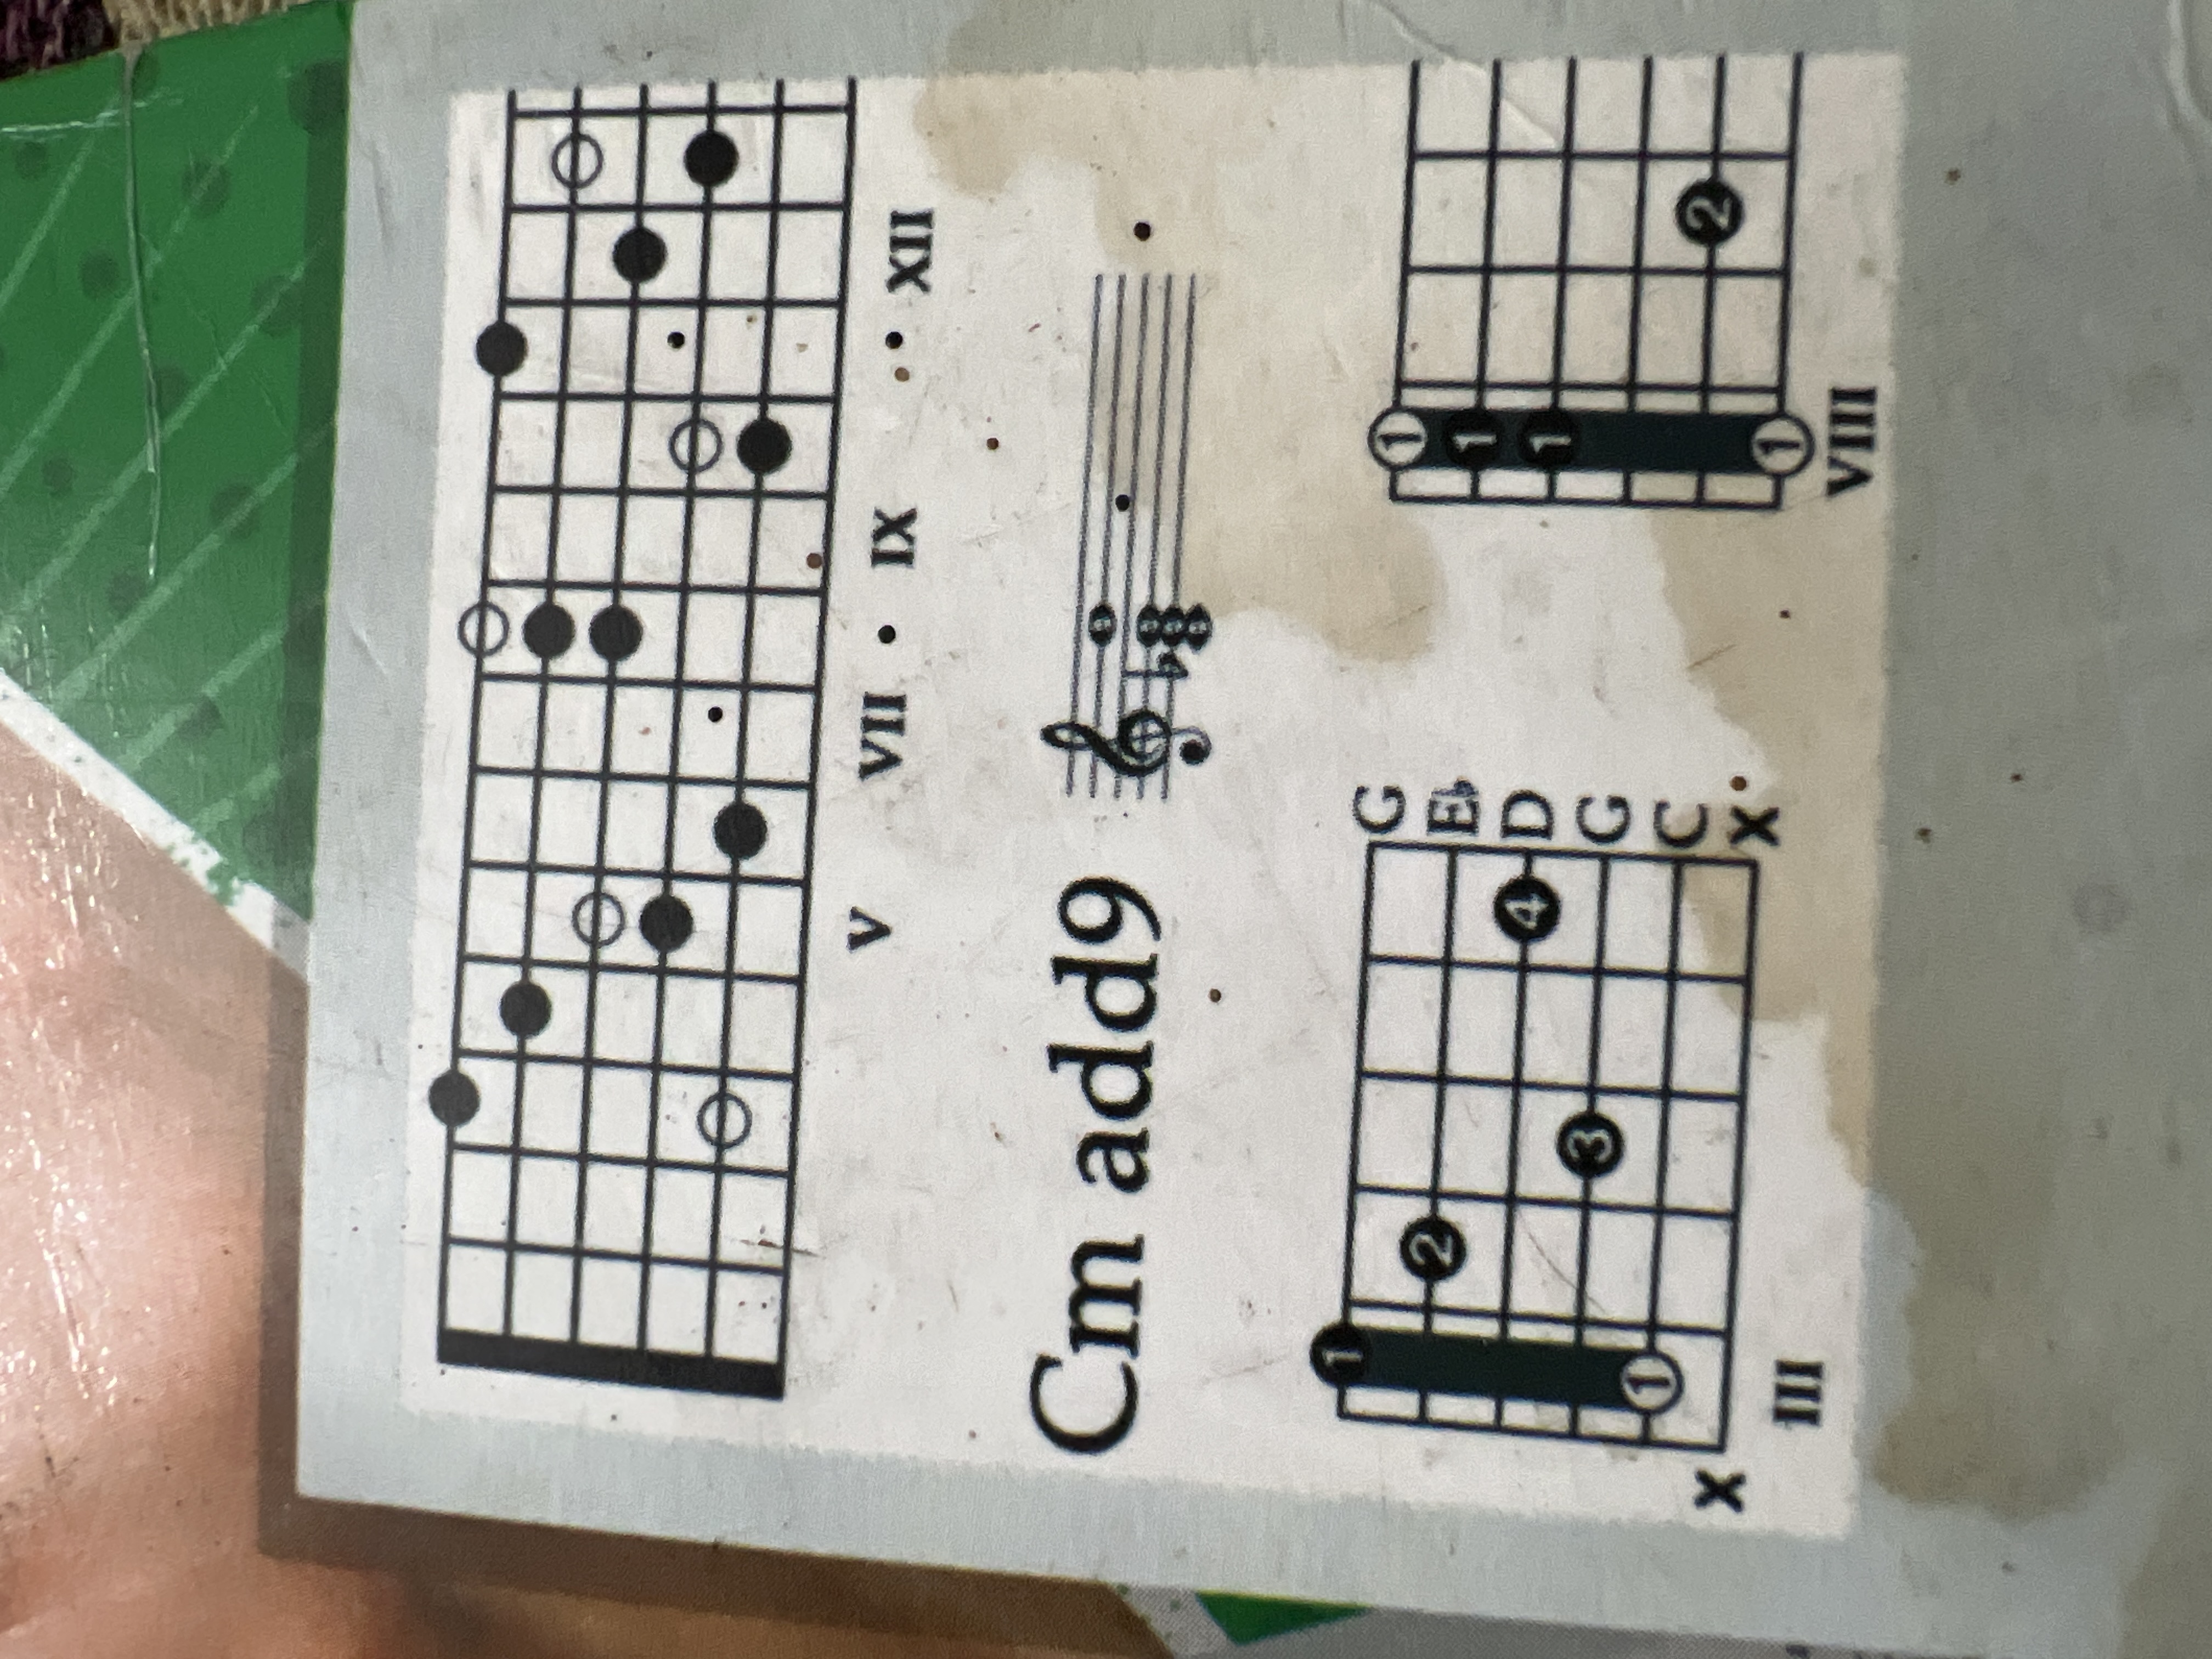 V VII IX XII
Cm add9
1 G 1
2 E♭ 1
4 D 1
3 G
1 C 2
X X 1
III VIII